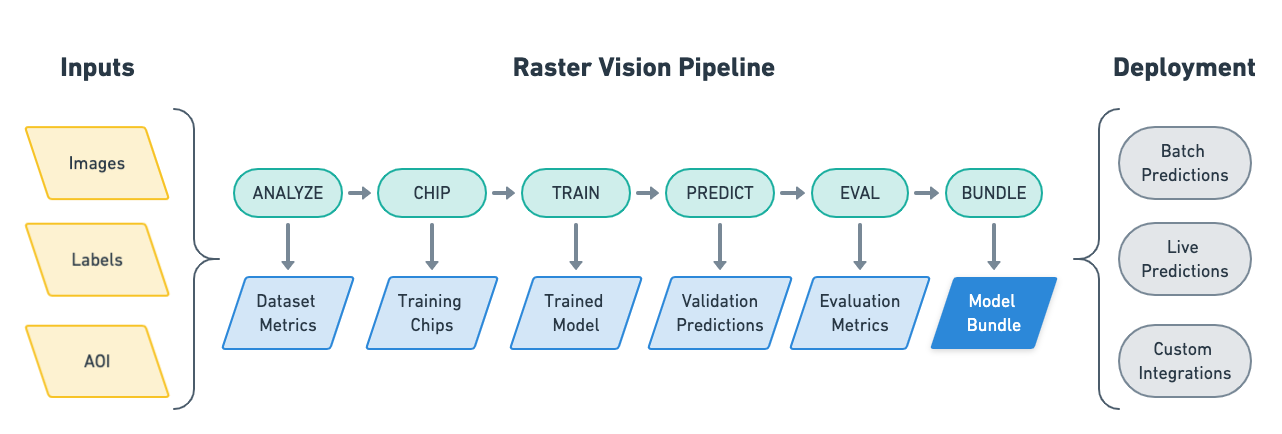 Inputs
Raster Vision Pipeline
Deployment
Images
Labels
AOI
ANALYZE
CHIP
TRAIN
PREDICT
EVAL
BUNDLE
Dataset
Metrics
Training
Chips
Trained
Model
Validation
Predictions
Evaluation
Metrics
Model
Bundle
Batch
Predictions
Live
Predictions
Custom
Integrations